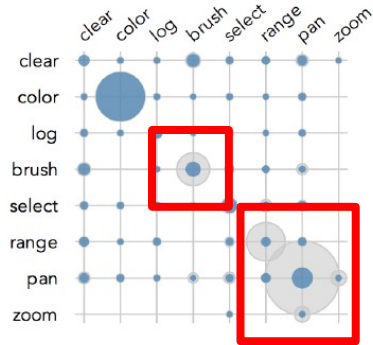 clear color log brush select range pan zoom
clear
color
log
brush
select
range
pan
zoom